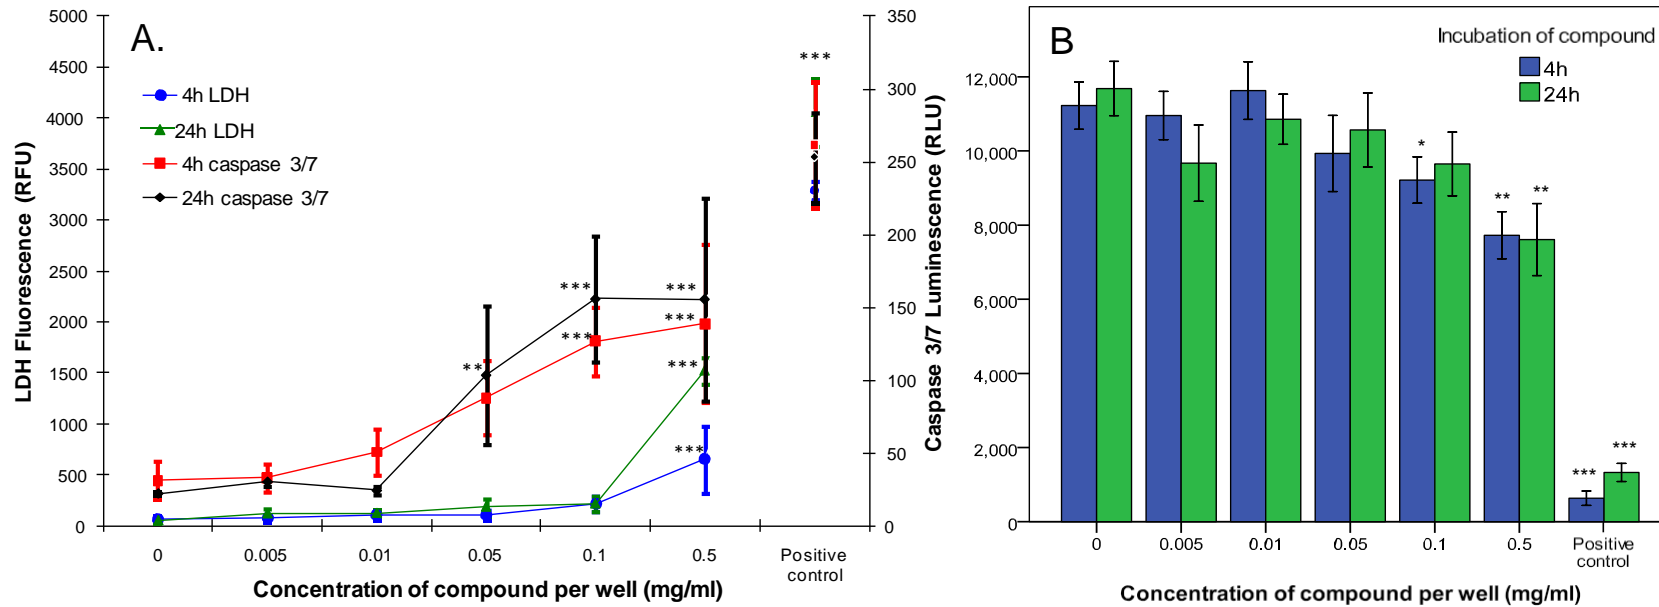 A.
5000
4500
4000
3500
3000
2500
2000
1500
1000
500
0
LDH Fluorescence (RFU)
4h LDH
24h LDH
4h caspase 3/7
24h caspase 3/7
***
***
***
***
***
**
***
***
350
300
250
200
150
100
50
0
Caspase 3/7 Luminescence (RLU)
0 0.005 0.01 0.05 0.1 0.5 Positive
control
Concentration of compound per well (mg/ml)
B
Incubation of compound
4h
24h
12,000
10,000
8,000
6,000
4,000
2,000
0
*
** **
*** ***
0 0.005 0.01 0.05 0.1 0.5 Positive
control
Concentration of compound per well (mg/ml)